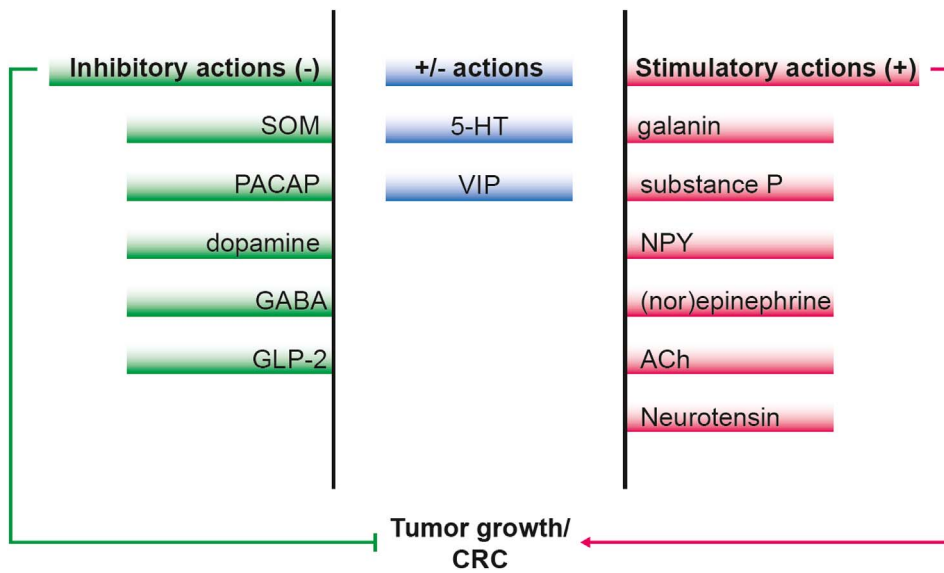 Inhibitory actions (-)
SOM
PACAP
dopamine
GABA
GLP-2
+/- actions
5-HT
VIP
Stimulatory actions (+)
galanin
substance P
NPY
(nor)epinephrine
ACh
Neurotensin
Tumor growth/
CRC